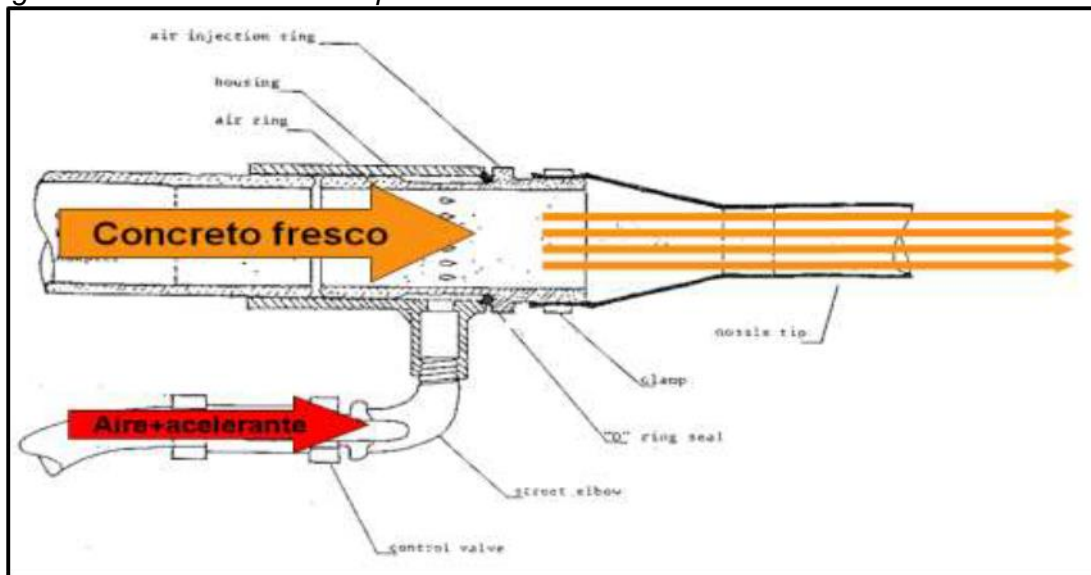 air injection ring
housing
air ring
Concreto fresco
nozzle tip
clamp
Aire+acelerante
"O" ring seal
street elbow
control valve